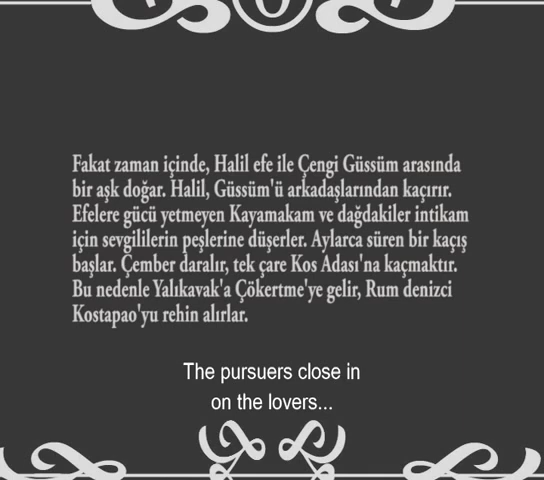 Fakat zaman içinde, Halil efe ile Çengi Güssüm arasında
bir aşk doğar. Halil, Güssüm'ü arkadaşlarından kaçırır.
Efelere gücü yetmeyen Kayamakam ve dağdakiler intikam
için sevgililerin peşlerine düşerler. Aylarca süren bir kaçış
başlar. Çember daralır, tek çare Kos Adası'na kaçmaktır.
Bu nedenle Yalıkavak'a Çökertme'ye gelir, Rum denizci
Kostapao'yu rehin alırlar.
The pursuers close in
on the lovers...